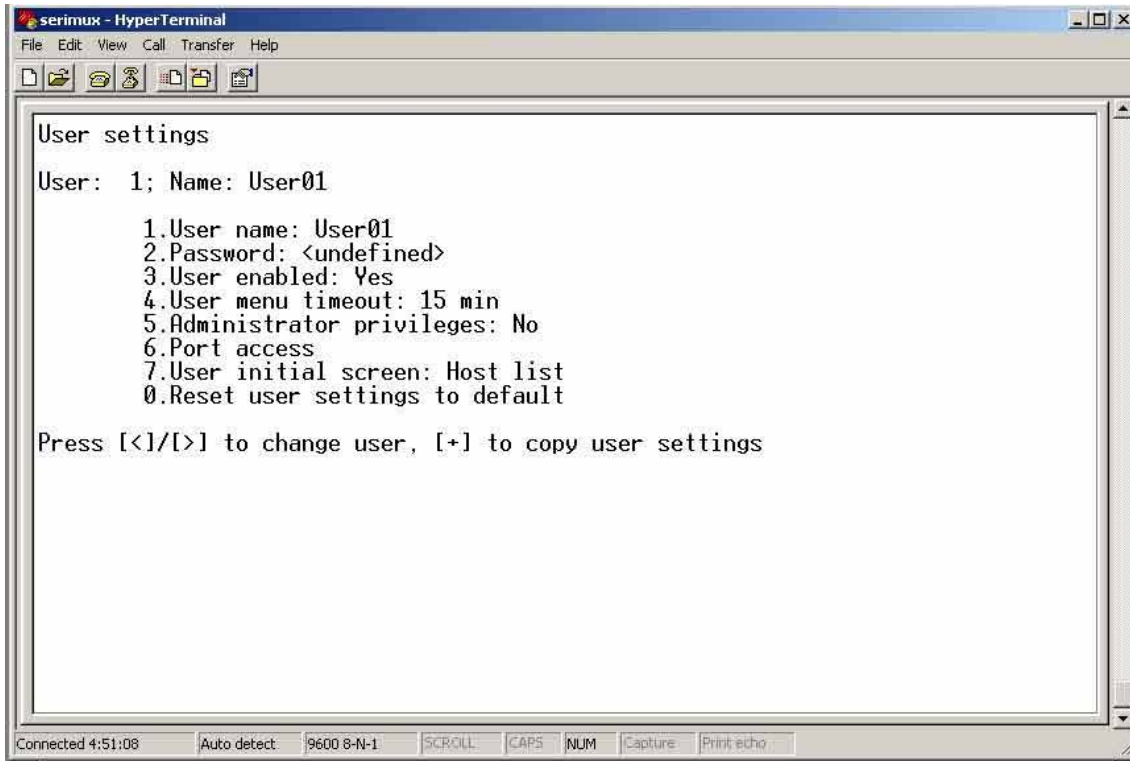 serimux - HyperTerminal
File Edit View Call Transfer Help
User settings
User: 1; Name: User01
1.User name: User01
2.Password: <undefined>
3.User enabled: Yes
4.User menu timeout: 15 min
5.Administrator privileges: No
6.Port access
7.User initial screen: Host list
0.Reset user settings to default
Press [<]/[>] to change user, [+] to copy user settings
Connected 4:51:08 Auto detect 9600 8-N-1 SCROLL CAPS NUM Capture Print echo